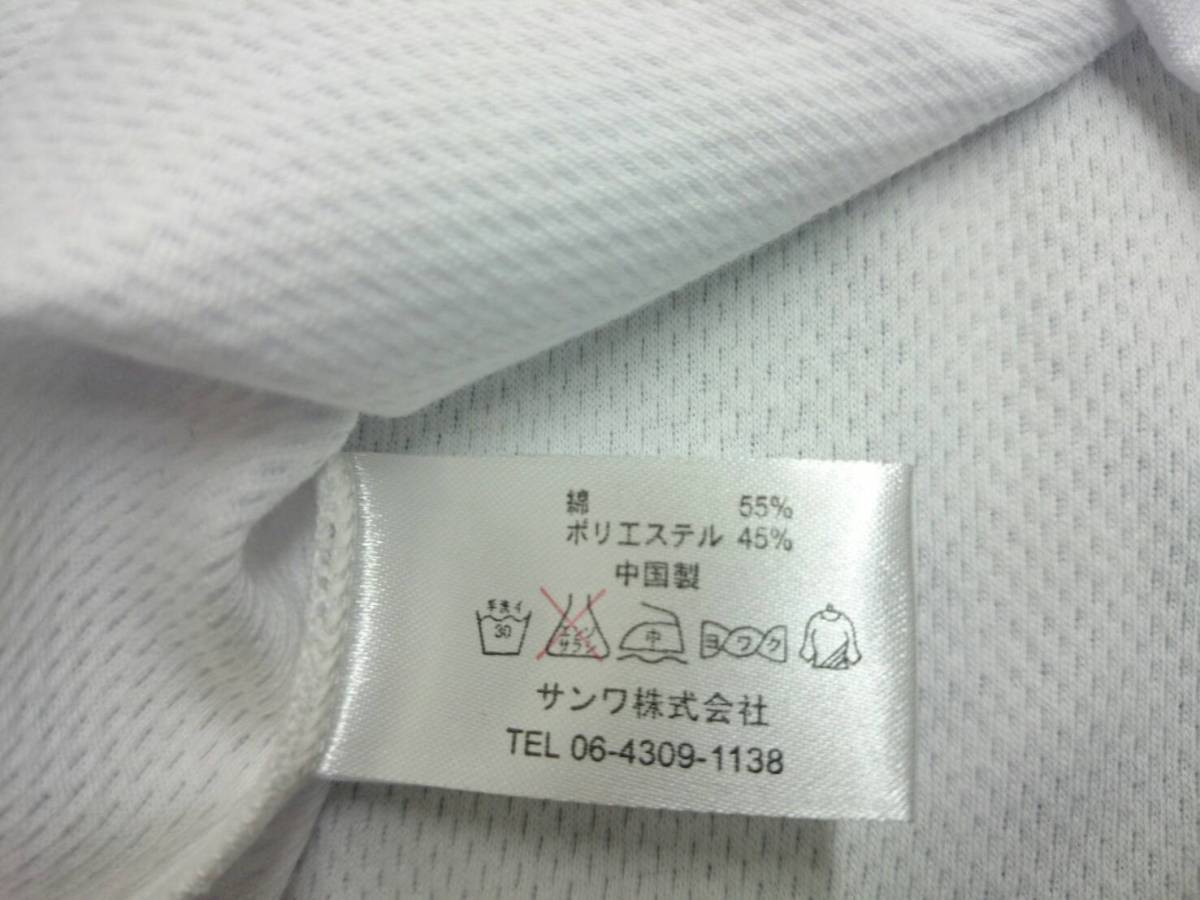 綿 55%
ポリエステル 45%
中国製
手洗イ 30 エンソサラシ 中 ヨワク
サンワ株式会社
TEL 06-4309-1138